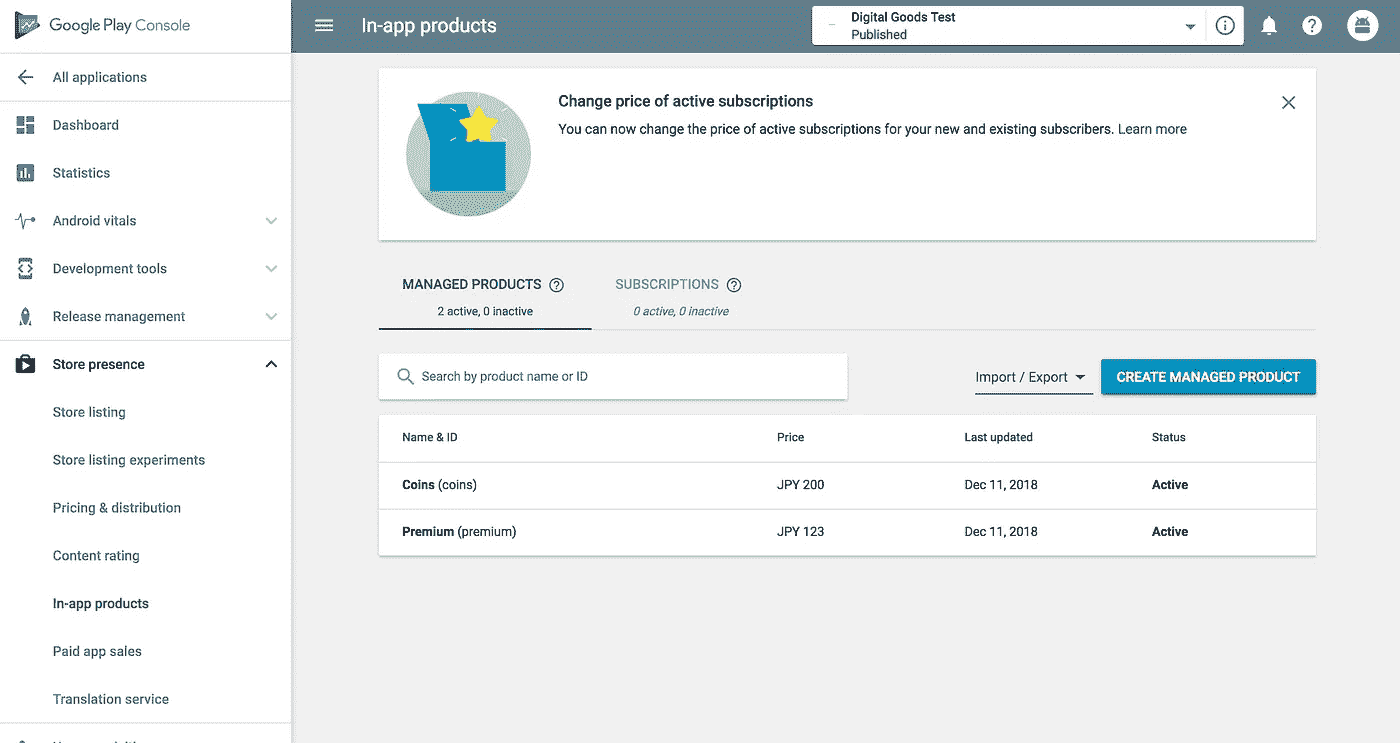 Google Play Console
In-app products
Digital Goods Test
Published
All applications
Dashboard
Statistics
Android vitals
Development tools
Release management
Store presence
Store listing
Store listing experiments
Pricing & distribution
Content rating
In-app products
Paid app sales
Translation service
Change price of active subscriptions
You can now change the price of active subscriptions for your new and existing subscribers. Learn more
MANAGED PRODUCTS
2 active, 0 inactive
SUBSCRIPTIONS
0 active, 0 inactive
Search by product name or ID
Import / Export
CREATE MANAGED PRODUCT
Name & ID Price Last updated Status
Coins (coins) JPY 200 Dec 11, 2018 Active
Premium (premium) JPY 123 Dec 11, 2018 Active